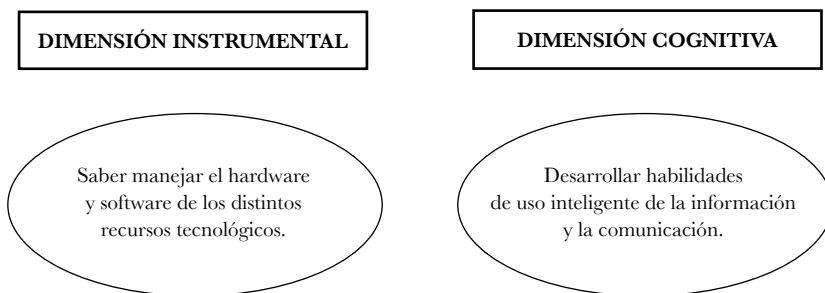 DIMENSIÓN INSTRUMENTAL
DIMENSIÓN COGNITIVA
Saber manejar el hardware
y software de los distintos
recursos tecnológicos.
Desarrollar habilidades
de uso inteligente de la información
y la comunicación.